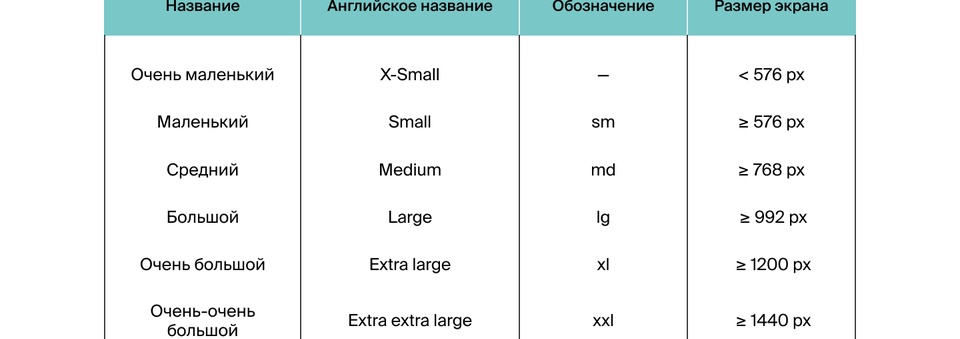 Название Английское название Обозначение Размер экрана
Очень маленький X-Small — < 576 px
Маленький Small sm ≥ 576 px
Средний Medium md ≥ 768 px
Большой Large lg ≥ 992 px
Очень большой Extra large xl ≥ 1200 px
Очень-очень
большой Extra extra large xxl ≥ 1440 px